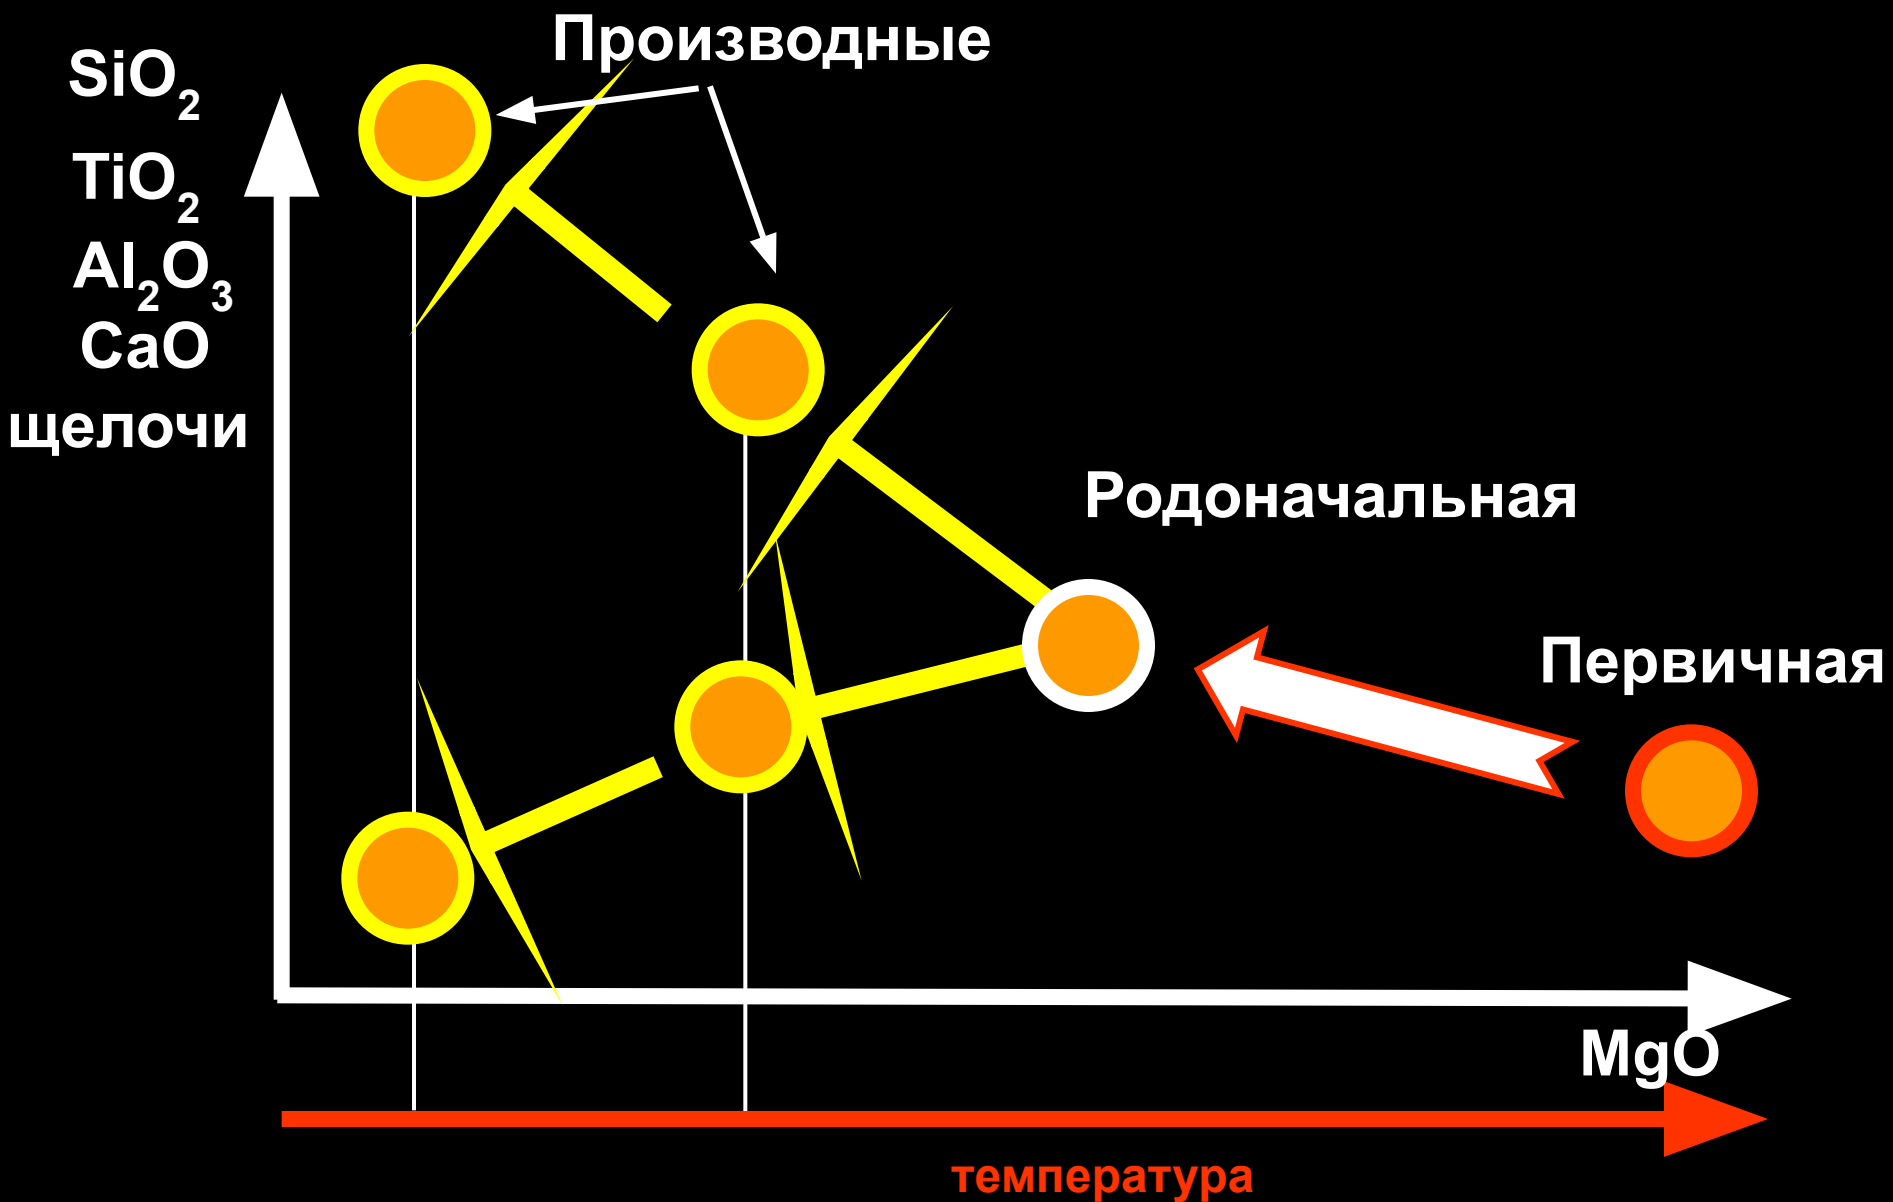 Производные
SiO₂
TiO₂
Al₂O₃
CaO
щелочи
Родоначальная
Первичная
MgO
температура